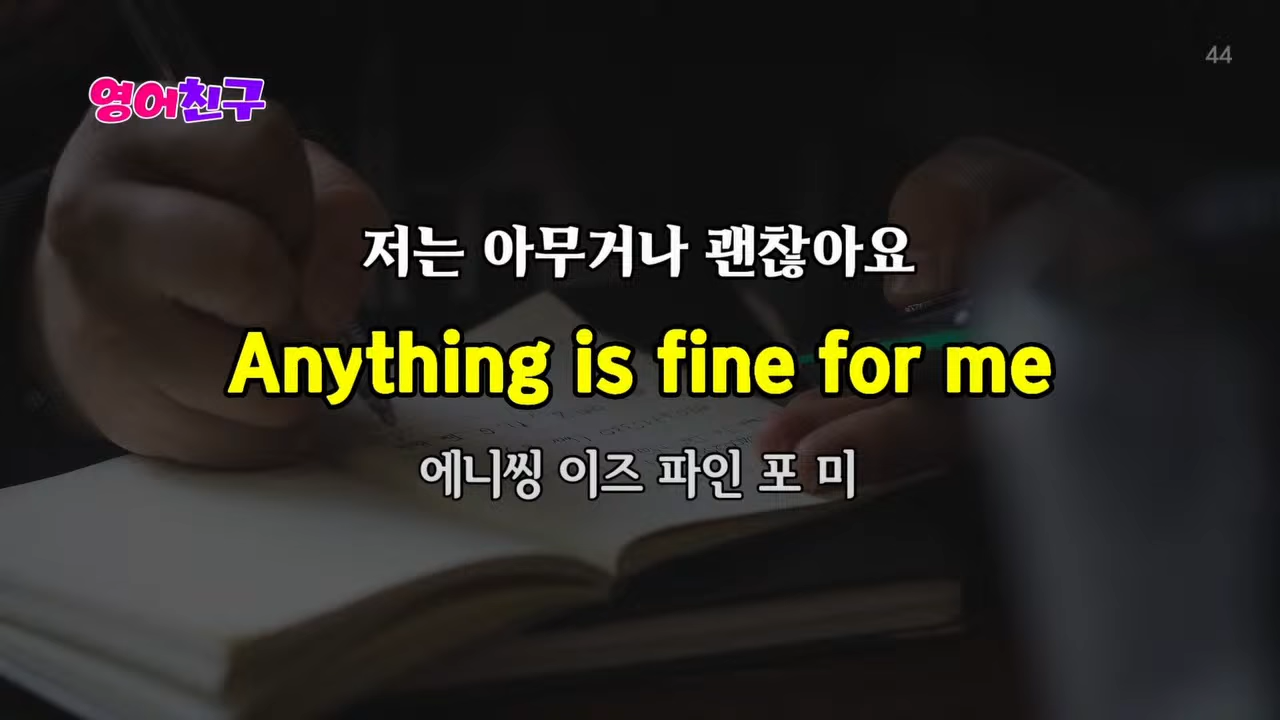 44
영어친구
저는 아무거나 괜찮아요
Anything is fine for me
에니씽 이즈 파인 포 미